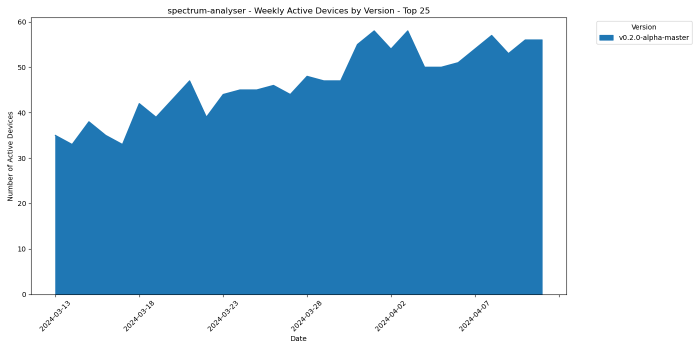 spectrum-analyser - Weekly Active Devices by Version - Top 25
Version
v0.2.0-alpha-master
Number of Active Devices
60
50
40
30
20
10
0
2024-03-13
2024-03-18
2024-03-23
2024-03-28
2024-04-02
2024-04-07
Date